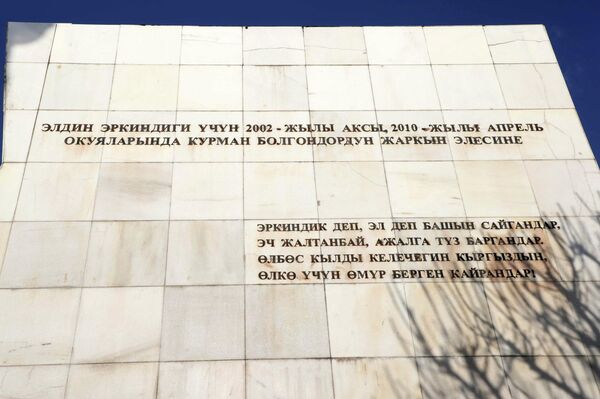 ЭЛДИН ЭРКИНДИГИ ҮЧҮН 2002 - ЖЫЛЫ АКСЫ, 2010 - ЖЫЛЫ АПРЕЛЬ
ОКУЯЛАРЫНДА КУРМАН БОЛГОНДОРДУН ЖАРКЫН ЭЛЕСИНЕ
ЭРКИНДИК ДЕП, ЭЛ ДЕП БАШЫН САЙГАНДАР,
ЭЧ ЖАЛТАНБАЙ, АЖАЛГА ТҮЗ БАРГАНДАР.
ӨЛБӨС КЫЛДЫ КЕЛЕЧЕГИН КЫРГЫЗДЫН,
ӨЛКӨ ҮЧҮН ӨМҮР БЕРГЕН КАЙРАНДАР!